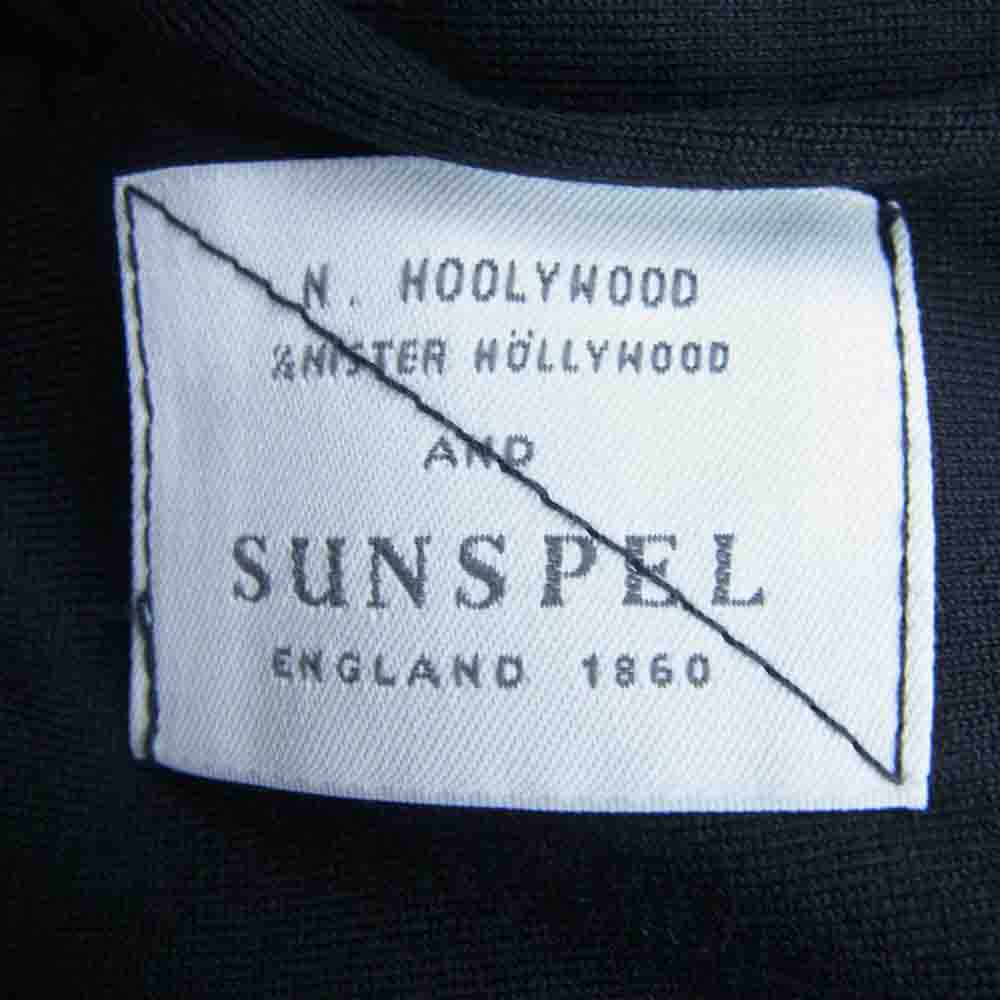 N. HOOLYWOOD
MISTER HÖLLYWOOD
AND
SUNSPEL
ENGLAND 1860